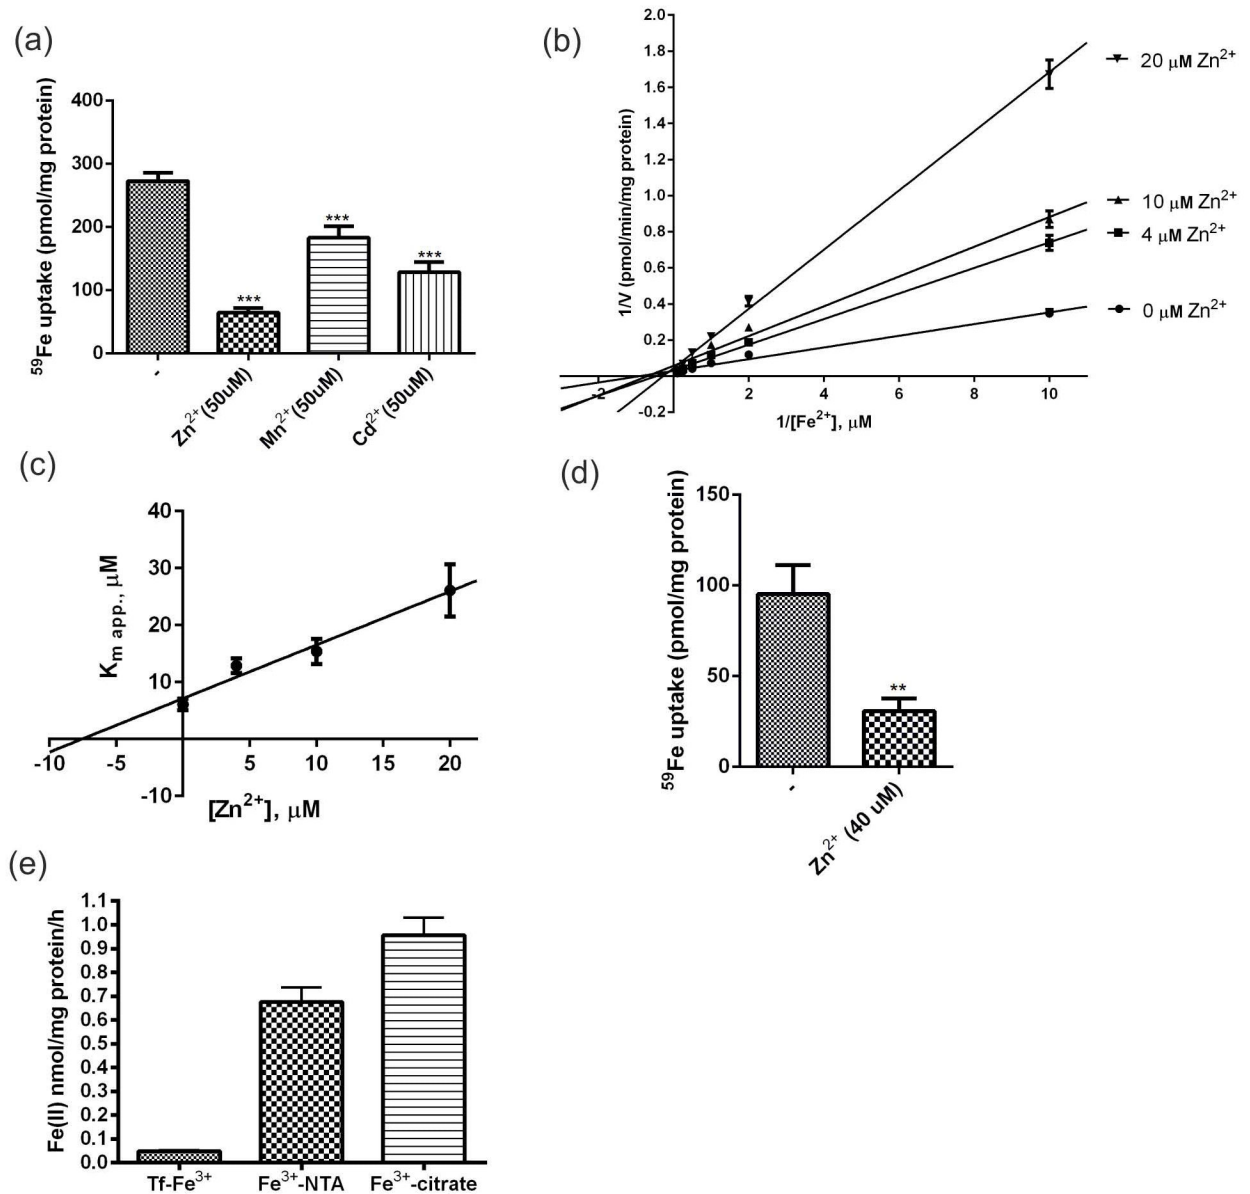 (a)
400
300
200
100
0
⁵⁹Fe uptake (pmol/mg protein)
***
***
***
-
Zn²⁺(50uM)
Mn²⁺(50uM)
Cd²⁺(50uM)
(b)
2.0
1.8
1.6
1.4
1.2
1.0
0.8
0.6
0.4
0.2
-0.2
1/V (pmol/min/mg protein)
-2
2
4
6
8
10
1/[Fe²⁺], μM
20 μM Zn²⁺
10 μM Zn²⁺
4 μM Zn²⁺
0 μM Zn²⁺
(c)
40
30
20
10
-10
Km app., μM
-10
-5
5
10
15
20
[Zn²⁺], μM
(d)
150
100
50
0
⁵⁹Fe uptake (pmol/mg protein)
**
-
Zn²⁺ (40 uM)
(e)
1.1
1.0
0.9
0.8
0.7
0.6
0.5
0.4
0.3
0.2
0.1
0.0
Fe(II) nmol/mg protein/h
Tf-Fe³⁺
Fe³⁺-NTA
Fe³⁺-citrate